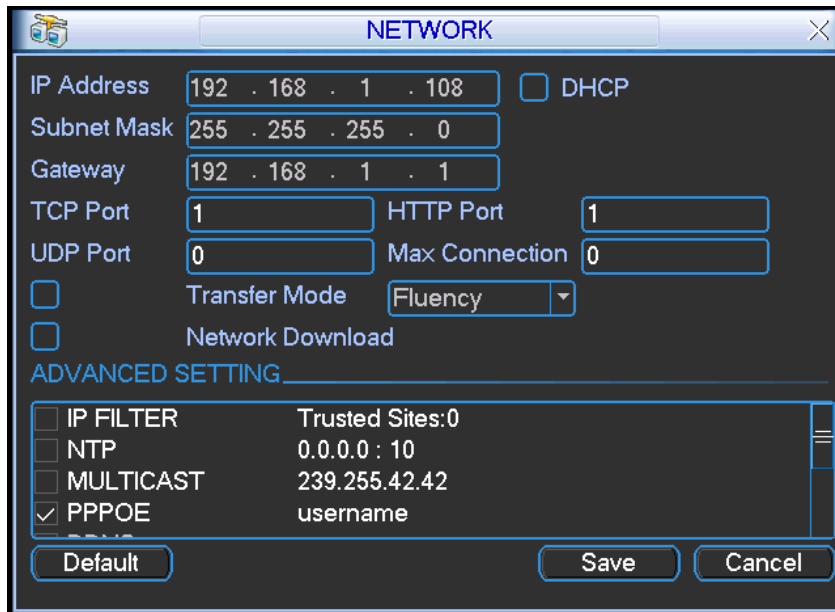 NETWORK
IP Address 192 . 168 . 1 . 108 DHCP
Subnet Mask 255 . 255 . 255 . 0
Gateway 192 . 168 . 1 . 1
TCP Port 1 HTTP Port 1
UDP Port 0 Max Connection 0
Transfer Mode Fluency
Network Download
ADVANCED SETTING
IP FILTER Trusted Sites:0
NTP 0.0.0.0 : 10
MULTICAST 239.255.42.42
PPPOE username
Default Save Cancel